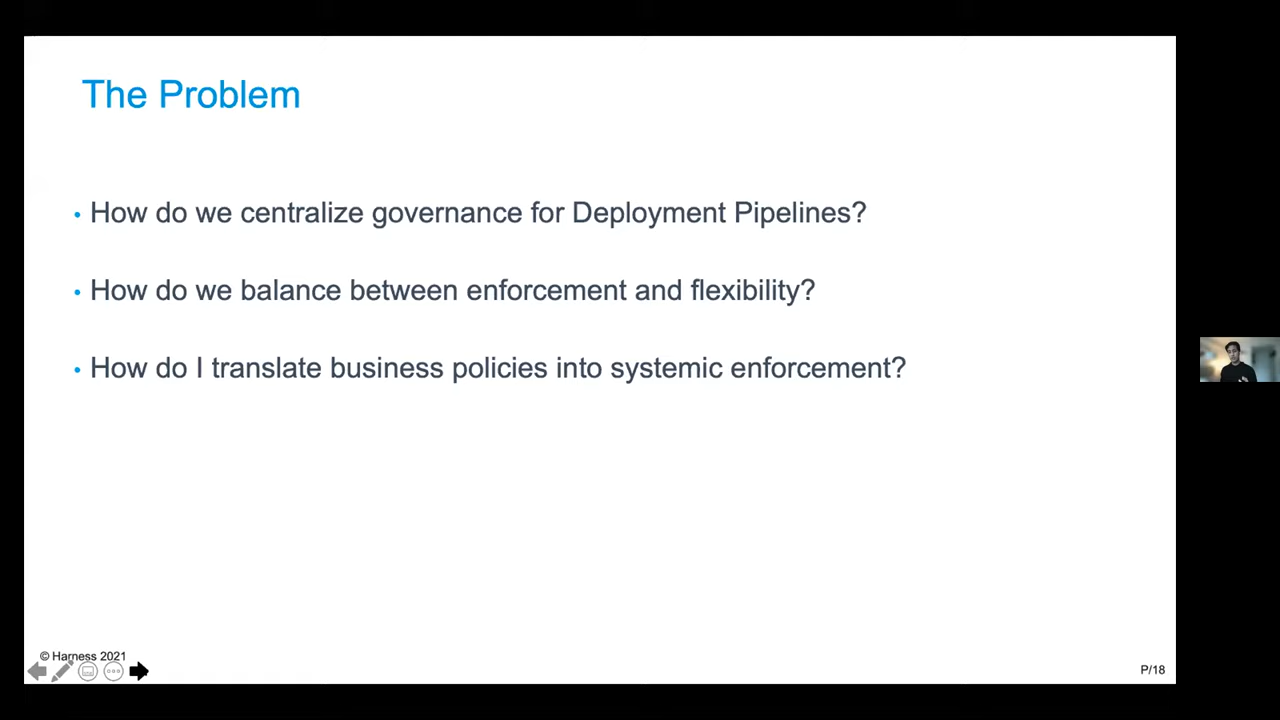 The Problem
• How do we centralize governance for Deployment Pipelines?
• How do we balance between enforcement and flexibility?
• How do I translate business policies into systemic enforcement?
© Harness 2021
P/18